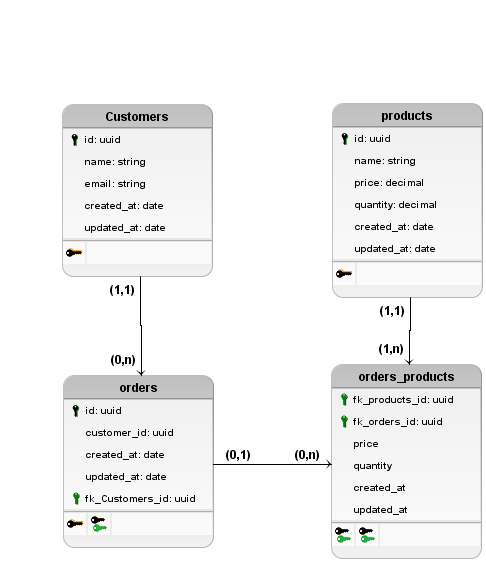 Customers
id: uuid
name: string
email: string
created_at: date
updated_at: date
products
id: uuid
name: string
price: decimal
quantity: decimal
created_at: date
updated_at: date
(1,1)
(0,n)
(1,1)
(1,n)
orders
id: uuid
customer_id: uuid
created_at: date
updated_at: date
fk_Customers_id: uuid
(0,1)
(0,n)
orders_products
fk_products_id: uuid
fk_orders_id: uuid
price
quantity
created_at
updated_at